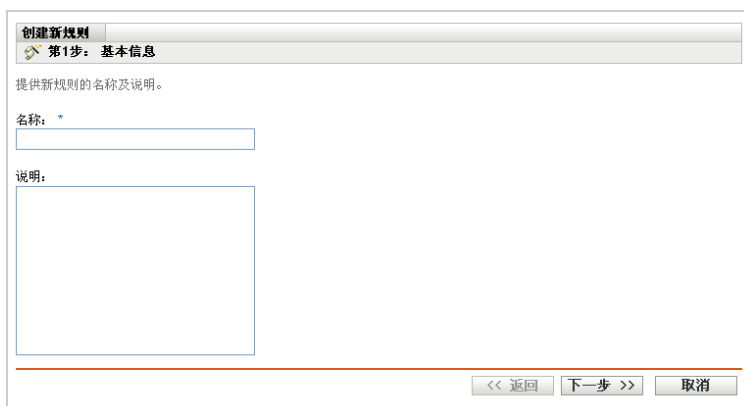 创建新规则
第1步： 基本信息
提供新规则的名称及说明。
名称： *
说明：
<< 返回 下一步 >> 取消